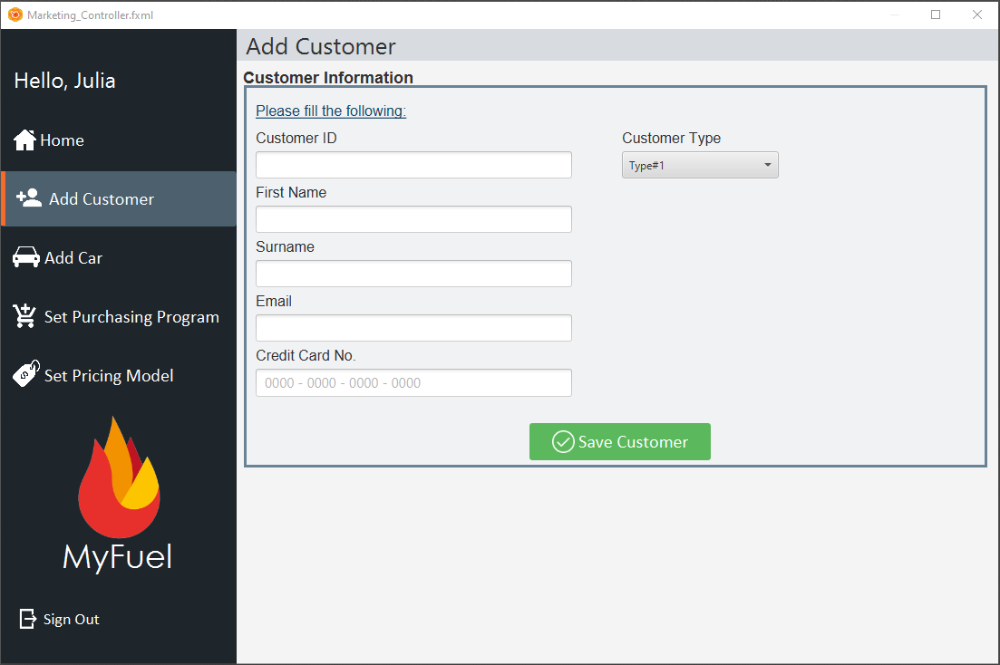 Marketing_Controller.fxml
Hello, Julia
Home
Add Customer
Add Car
Set Purchasing Program
Set Pricing Model
MyFuel
Sign Out
Add Customer
Customer Information
Please fill the following:
Customer ID
Customer Type
Type#1
First Name
Surname
Email
Credit Card No.
0000 - 0000 - 0000 - 0000
Save Customer